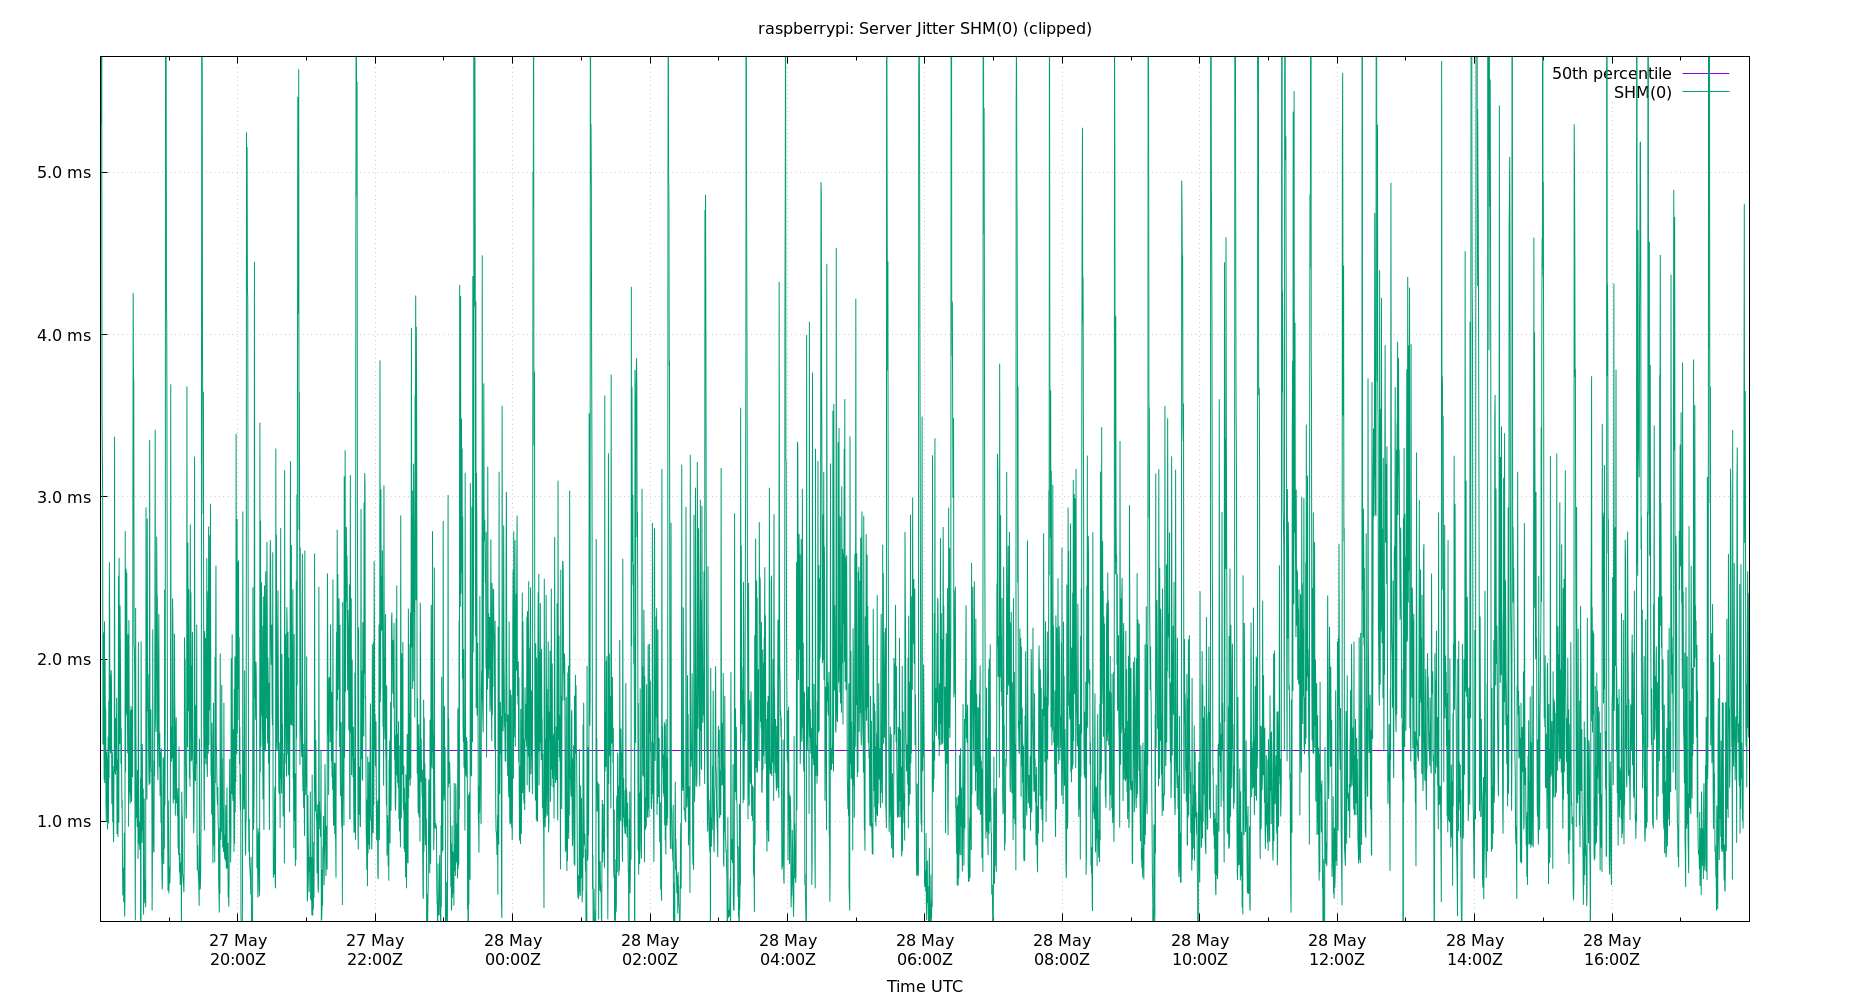 raspberrypi: Server Jitter SHM(0) (clipped)
50th percentile
SHM(0)
5.0 ms
4.0 ms
3.0 ms
2.0 ms
1.0 ms
27 May 27 May 28 May 28 May 28 May 28 May 28 May 28 May 28 May 28 May 28 May
20:00Z 22:00Z 00:00Z 02:00Z 04:00Z 06:00Z 08:00Z 10:00Z 12:00Z 14:00Z 16:00Z
Time UTC